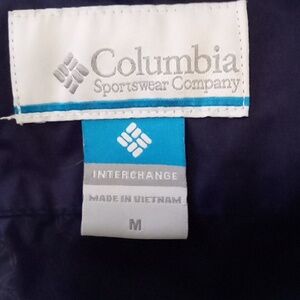 Columbia
Sportswear Company
INTERCHANGE
MADE IN VIETNAM
M